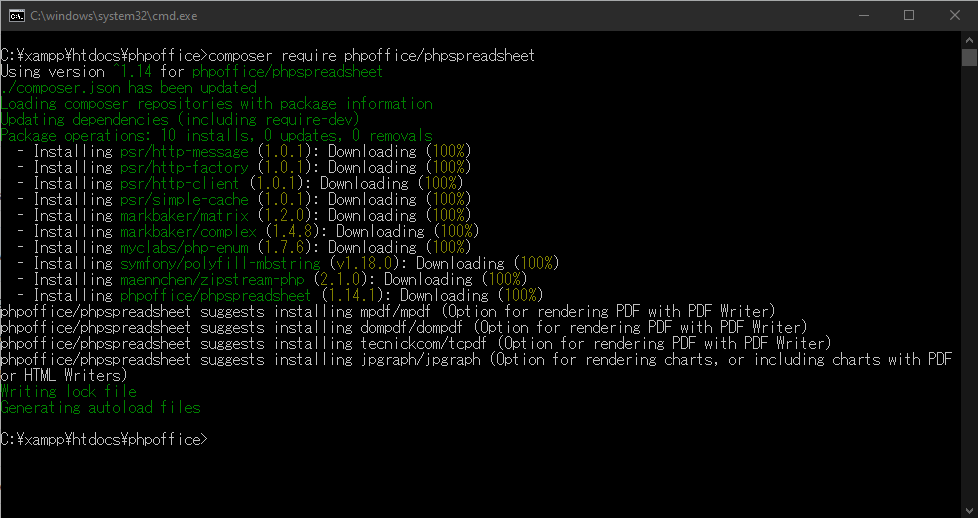 C:\windows\system32\cmd.exe
C:¥xampp¥htdocs¥phpoffice>composer require phpoffice/phpspreadsheet
Using version ^1.14 for phpoffice/phpspreadsheet
./composer.json has been updated
Loading composer repositories with package information
Updating dependencies (including require-dev)
Package operations: 10 installs, 0 updates, 0 removals
  - Installing psr/http-message (1.0.1): Downloading (100%)
  - Installing psr/http-factory (1.0.1): Downloading (100%)
  - Installing psr/http-client (1.0.1): Downloading (100%)
  - Installing psr/simple-cache (1.0.1): Downloading (100%)
  - Installing markbaker/matrix (1.2.0): Downloading (100%)
  - Installing markbaker/complex (1.4.8): Downloading (100%)
  - Installing myclabs/php-enum (1.7.6): Downloading (100%)
  - Installing symfony/polyfill-mbstring (v1.18.0): Downloading (100%)
  - Installing maennchen/zipstream-php (2.1.0): Downloading (100%)
  - Installing phpoffice/phpspreadsheet (1.14.1): Downloading (100%)
phpoffice/phpspreadsheet suggests installing mpdf/mpdf (Option for rendering PDF with PDF Writer)
phpoffice/phpspreadsheet suggests installing dompdf/dompdf (Option for rendering PDF with PDF Writer)
phpoffice/phpspreadsheet suggests installing tecnickcom/tcpdf (Option for rendering PDF with PDF Writer)
phpoffice/phpspreadsheet suggests installing jpgraph/jpgraph (Option for rendering charts, or including charts with PDF
or HTML Writers)
Writing lock file
Generating autoload files
C:¥xampp¥htdocs¥phpoffice>